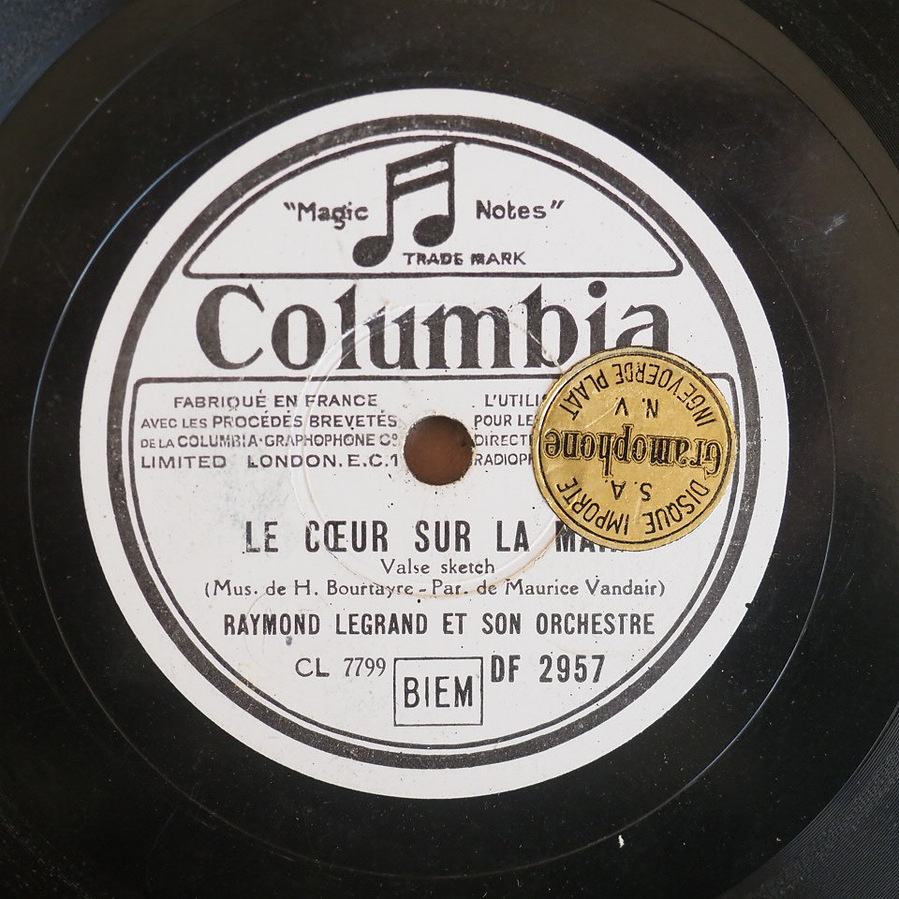 "Magic Notes"
TRADE MARK
Columbia
FABRIQUÉ EN FRANCE
AVEC LES PROCÉDÉS BREVETÉS
DE LA COLUMBIA·GRAPHOPHONE Cº
LIMITED LONDON.E.C.1
L'UTILIS
POUR LE
DIRECT
RADIOPH
DISQUE IMPORTE
S.A.
Gramophone
N.V.
INGEVOERDE PLAAT
LE CŒUR SUR LA
Valse sketch
(Mus. de H. Bourtayre - Par. de Maurice Vandair)
RAYMOND LEGRAND ET SON ORCHESTRE
CL 7799 BIEM DF 2957